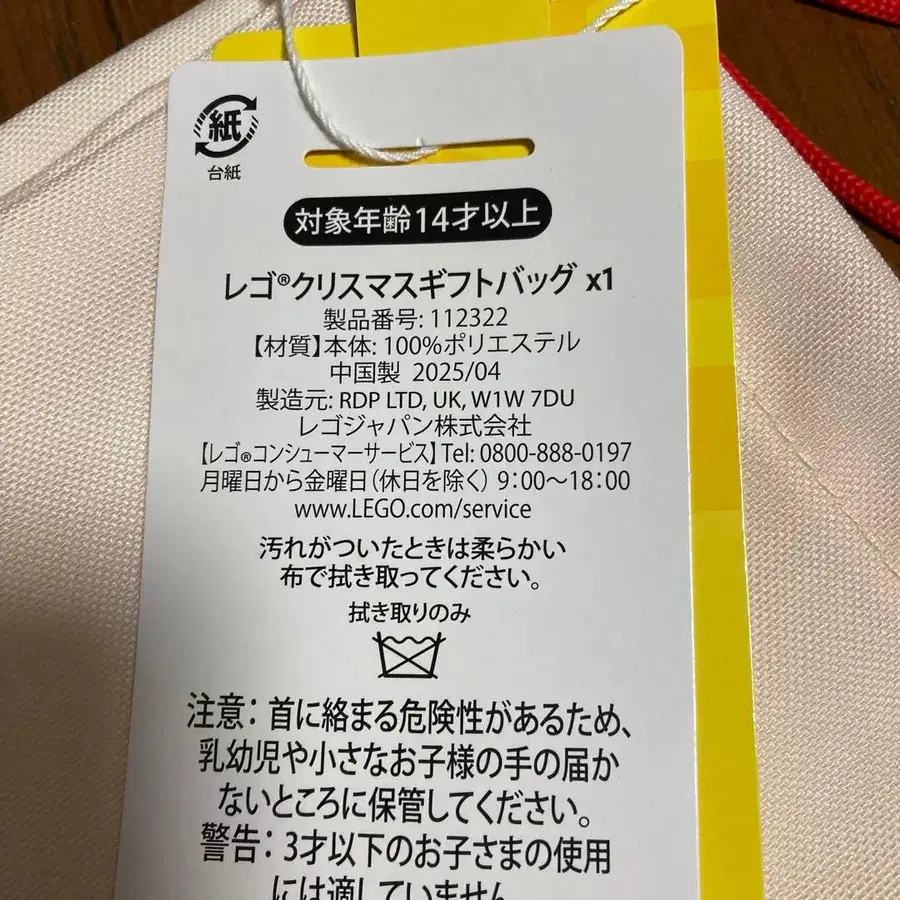 紙
台紙
対象年齢14才以上
レゴ®クリスマスギフトバッグ x1
製品番号: 112322
【材質】本体: 100%ポリエステル
中国製 2025/04
製造元: RDP LTD, UK, W1W 7DU
レゴジャパン株式会社
【レゴ®コンシューマーサービス】Tel: 0800-888-0197
月曜日から金曜日（休日を除く）9：00～18：00
www.LEGO.com/service
汚れがついたときは柔らかい
布で拭き取ってください。
拭き取りのみ
注意：首に絡まる危険性があるため、
乳幼児や小さなお子様の手の届か
ないところに保管してください。
警告：3才以下のお子さまの使用
には適していません